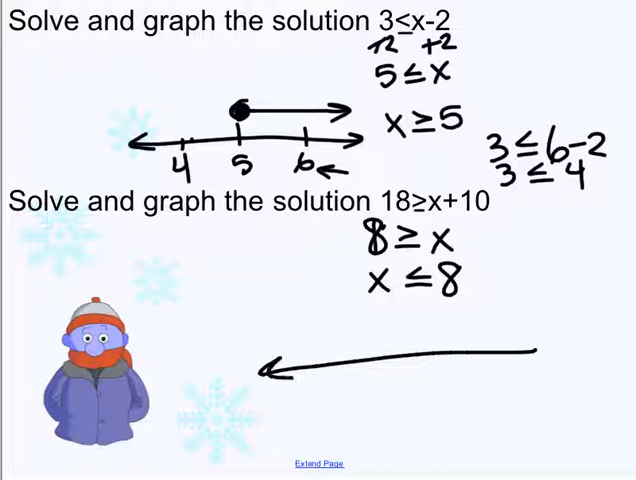 Solve and graph the solution 3≤x-2
+2 +2
5 ≤ x
x ≥ 5
4 5 6
3 ≤ 6-2
3 ≤ 4
Solve and graph the solution 18≥x+10
8 ≥ x
x ≤ 8
Extend Page